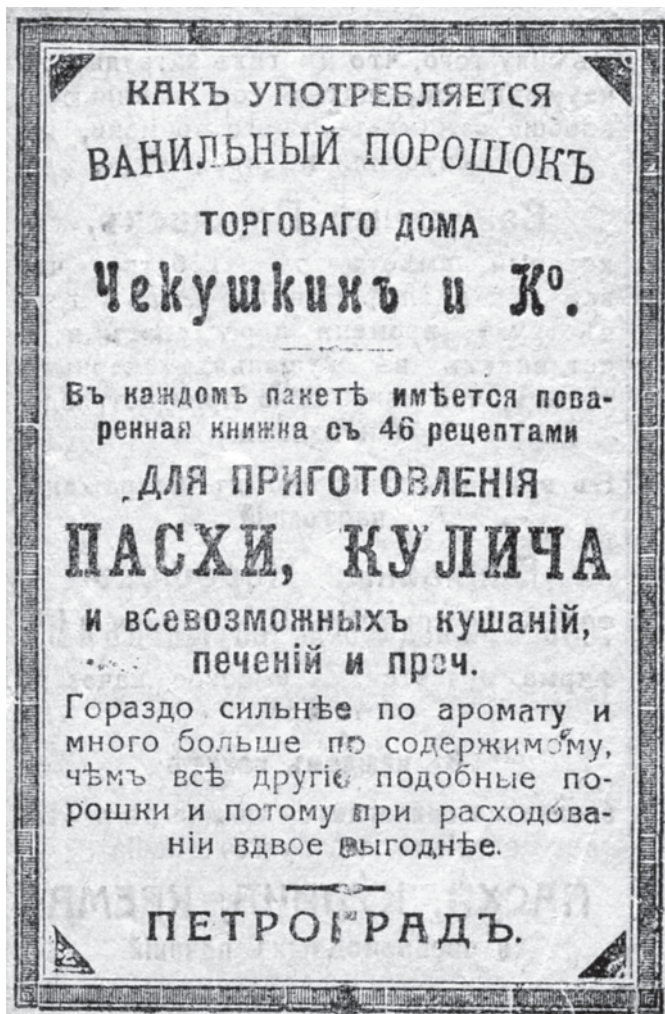 КАКЪ УПОТРЕБЛЯЕТСЯ
ВАНИЛЬНЫЙ ПОРОШОКЪ
ТОРГОВАГО ДОМА
Чекушкинъ и Кº.
Въ каждомъ пакетѣ имѣется пова-
ренная книжка съ 46 рецептами
ДЛЯ ПРИГОТОВЛЕНІЯ
ПАСХИ, КУЛИЧА
и всевозможныхъ кушаній,
печеній и проч.
Гораздо сильнѣе по аромату и
много больше по содержимому,
чѣмъ всѣ другіе подобные по-
рошки и потому при расходова-
ніи вдвое выгоднѣе.
ПЕТРОГРАДЪ.